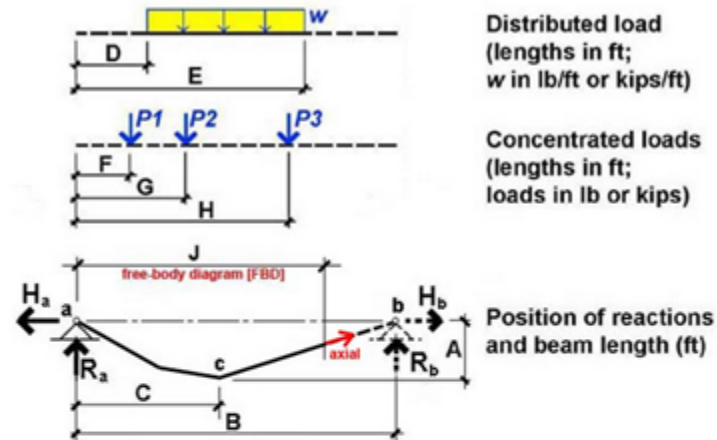 w
Distributed load
(lengths in ft;
w in lb/ft or kips/ft)
D
E
P1 P2 P3
Concentrated loads
(lengths in ft;
loads in lb or kips)
F
G
H
J
free-body diagram [FBD]
Ha a b Hb
Position of reactions
and beam length (ft)
A
c
axial
Ra Rb
C
B